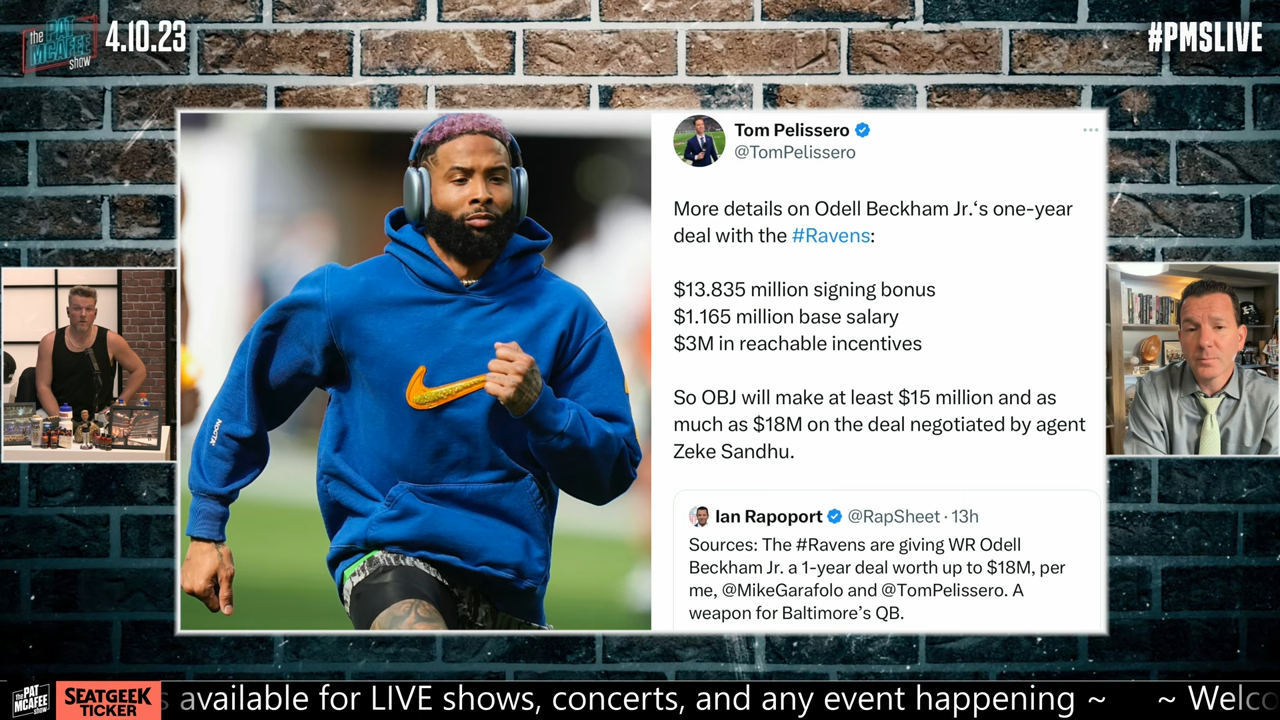 the PAT MCAFEE show
4.10.23
#PMSLIVE
Tom Pelissero
@TomPelissero
More details on Odell Beckham Jr.‘s one-year
deal with the #Ravens:
$13.835 million signing bonus
$1.165 million base salary
$3M in reachable incentives
So OBJ will make at least $15 million and as
much as $18M on the deal negotiated by agent
Zeke Sandhu.
Ian Rapoport @RapSheet · 13h
Sources: The #Ravens are giving WR Odell
Beckham Jr. a 1-year deal worth up to $18M, per
me, @MikeGarafolo and @TomPelissero. A
weapon for Baltimore’s QB.
NOCTA
the PAT MCAFEE show
SEATGEEK
TICKER
available for LIVE shows, concerts, and any event happening ~ ~ Welco